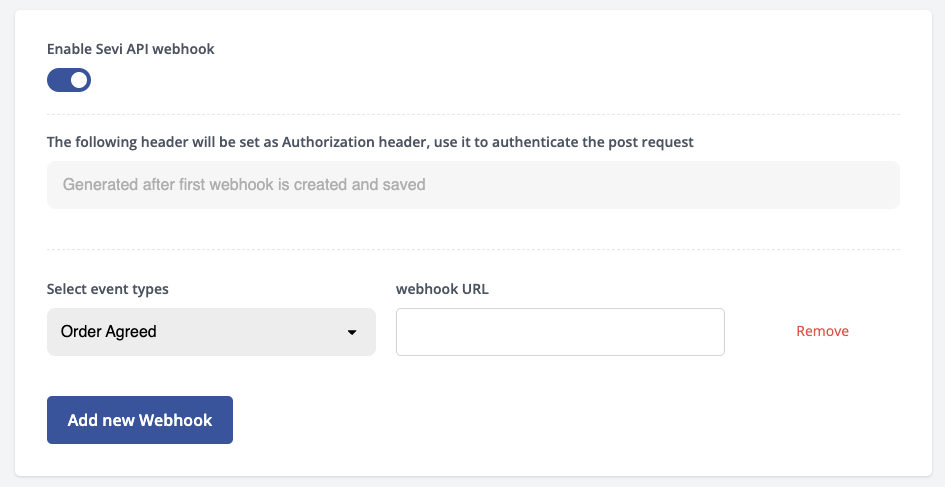 Enable Sevi API webhook
The following header will be set as Authorization header, use it to authenticate the post request
Generated after first webhook is created and saved
Select event types
webhook URL
Order Agreed
Remove
Add new Webhook